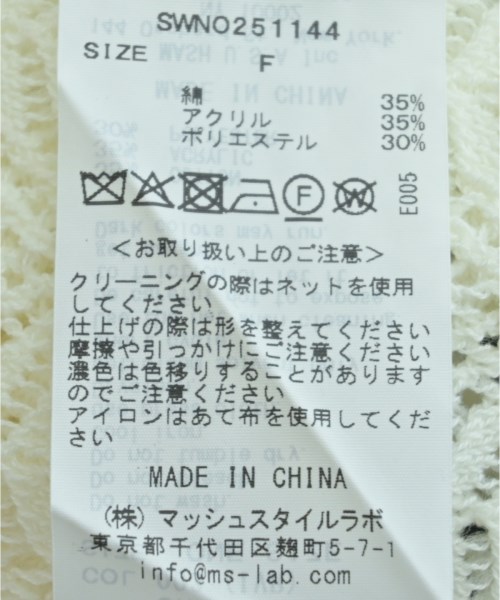 SWNO251144
SIZE F
綿 35%
アクリル 35%
ポリエステル 30%
F W
E005
＜お取り扱い上のご注意＞
クリーニングの際はネットを使用
してください
仕上げの際は形を整えてください
摩擦や引っかけにご注意ください
濃色は色移りすることがあります
のでご注意ください
アイロンはあて布を使用してくだ
さい
MADE IN CHINA
(株) マッシュスタイルラボ
東京都千代田区麹町5-7-1
info@ms-lab.com